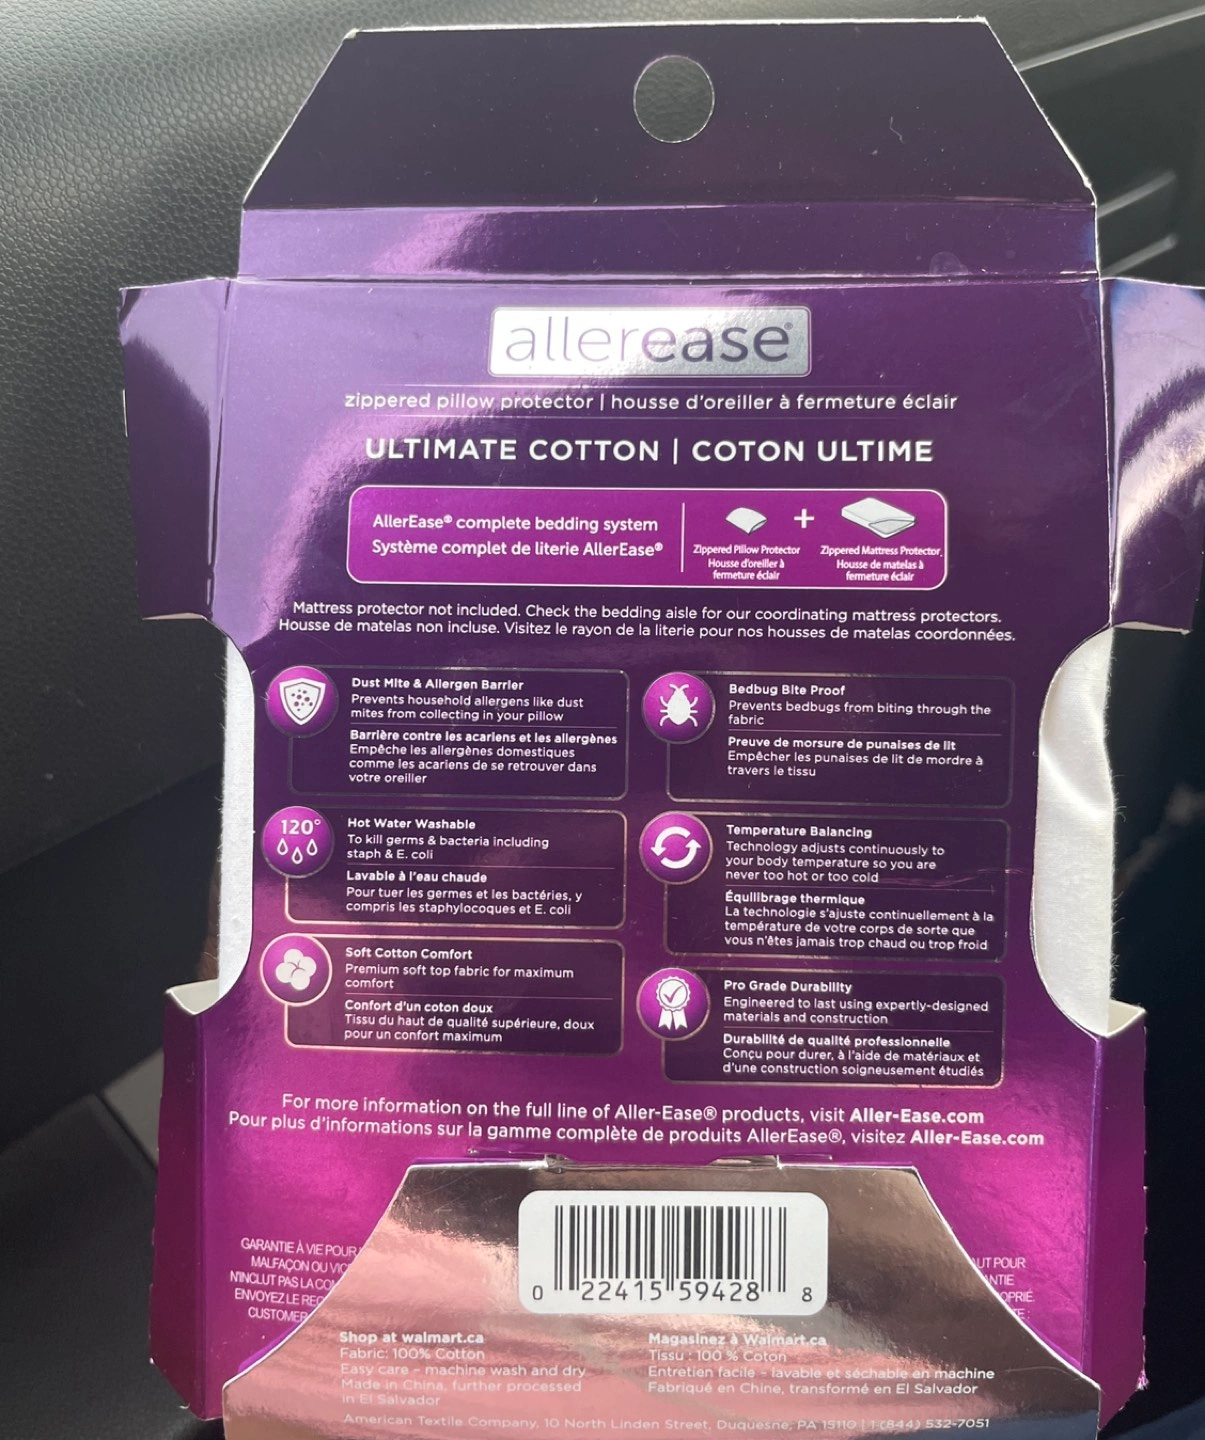 allerease®
zippered pillow protector | housse d'oreiller à fermeture éclair
ULTIMATE COTTON | COTON ULTIME
AllerEase® complete bedding system
Système complet de literie AllerEase®
+
Zippered Pillow Protector
Housse d'oreiller à
fermeture éclair
Zippered Mattress Protector.
Housse de matelas à
fermeture éclair
Mattress protector not included. Check the bedding aisle for our coordinating mattress protectors.
Housse de matelas non incluse. Visitez le rayon de la literie pour nos housses de matelas coordonnées.
Dust Mite & Allergen Barrier
Prevents household allergens like dust
mites from collecting in your pillow
Barrière contre les acariens et les allergènes
Empêche les allergènes domestiques
comme les acariens de se retrouver dans
votre oreiller
Bedbug Bite Proof
Prevents bedbugs from biting through the
fabric
Preuve de morsure de punaises de lit
Empêcher les punaises de lit de mordre à
travers le tissu
120°
Hot Water Washable
To kill germs & bacteria including
staph & E. coli
Lavable à l'eau chaude
Pour tuer les germes et les bactéries, y
compris les staphylocoques et E. coli
Temperature Balancing
Technology adjusts continuously to
your body temperature so you are
never too hot or too cold
Équilibrage thermique
La technologie s'ajuste continuellement à la
température de votre corps de sorte que
vous n'êtes jamais trop chaud ou trop froid
Soft Cotton Comfort
Premium soft top fabric for maximum
comfort
Confort d'un coton doux
Tissu du haut de qualité supérieure, doux
pour un confort maximum
Pro Grade Durability
Engineered to last using expertly-designed
materials and construction
Durabilité de qualité professionnelle
Conçu pour durer, à l'aide de matériaux et
d'une construction soigneusement étudiés
For more information on the full line of Aller-Ease® products, visit Aller-Ease.com
Pour plus d'informations sur la gamme complète de produits AllerEase®, visitez Aller-Ease.com
GARANTIE À VIE POUR
MALFAÇON OU
N'INCLUT PAS LA
ENVOYEZ LE
CUSTOMER
POUR
0 22415 59428 8
Shop at walmart.ca
Fabric: 100% Cotton
Easy care - machine wash and dry
Made in China, further processed
in El Salvador
Magasinez à Walmart.ca
Tissu : 100 % Coton
Entretien facile - lavable et séchable en machine
Fabriqué en Chine, transformé en El Salvador
American Textile Company, 10 North Linden Street, Duquesne, PA 15110 | 1 (844) 532-7051